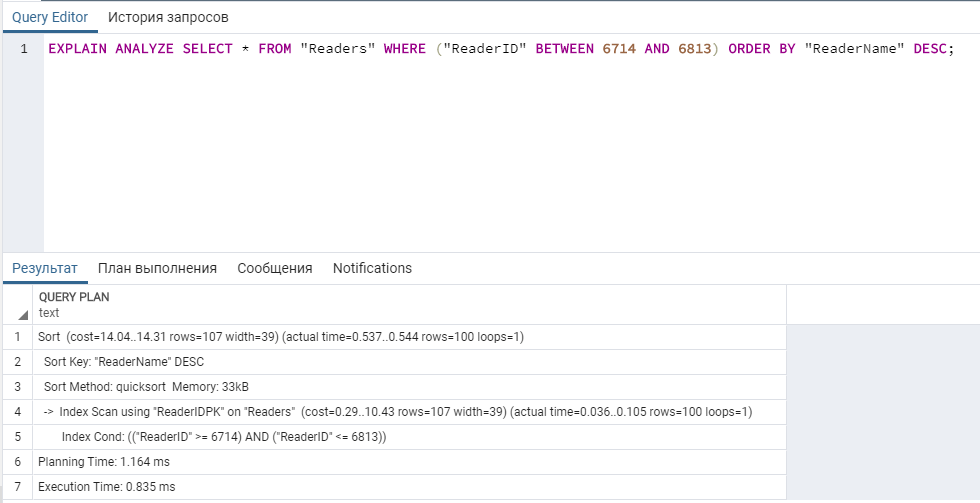 Query Editor История запросов
1 EXPLAIN ANALYZE SELECT * FROM "Readers" WHERE ("ReaderID" BETWEEN 6714 AND 6813) ORDER BY "ReaderName" DESC;
Результат План выполнения Сообщения Notifications
QUERY PLAN
text
1 Sort (cost=14.04..14.31 rows=107 width=39) (actual time=0.537..0.544 rows=100 loops=1)
2 Sort Key: "ReaderName" DESC
3 Sort Method: quicksort Memory: 33kB
4 -> Index Scan using "ReaderIDPK" on "Readers" (cost=0.29..10.43 rows=107 width=39) (actual time=0.036..0.105 rows=100 loops=1)
5 Index Cond: (("ReaderID" >= 6714) AND ("ReaderID" <= 6813))
6 Planning Time: 1.164 ms
7 Execution Time: 0.835 ms